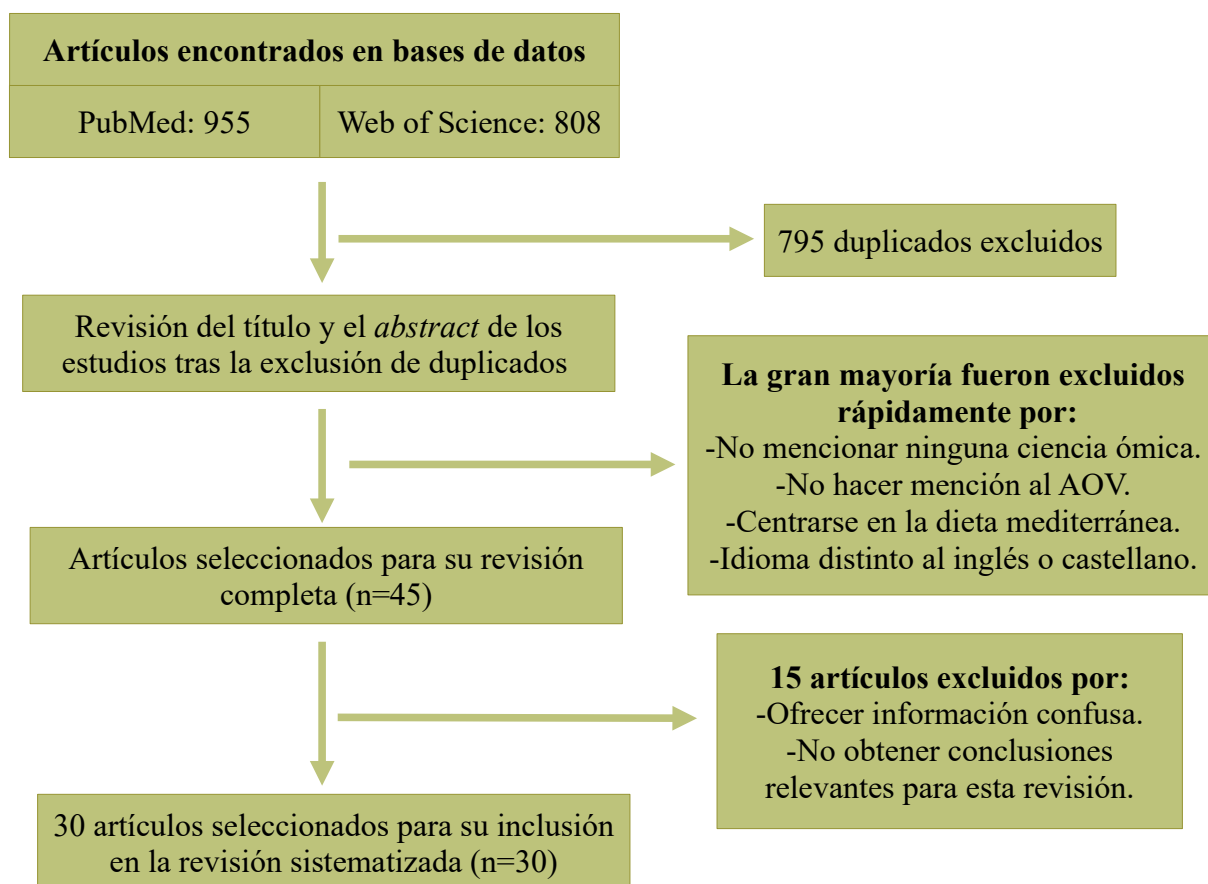 Artículos encontrados en bases de datos
PubMed: 955
Web of Science: 808
795 duplicados excluidos
Revisión del título y el abstract de los
estudios tras la exclusión de duplicados
La gran mayoría fueron excluidos
rápidamente por:
-No mencionar ninguna ciencia ómica.
-No hacer mención al AOV.
-Centrarse en la dieta mediterránea.
-Idioma distinto al inglés o castellano.
Artículos seleccionados para su revisión
completa (n=45)
15 artículos excluidos por:
-Ofrecer información confusa.
-No obtener conclusiones
relevantes para esta revisión.
30 artículos seleccionados para su inclusión
en la revisión sistematizada (n=30)